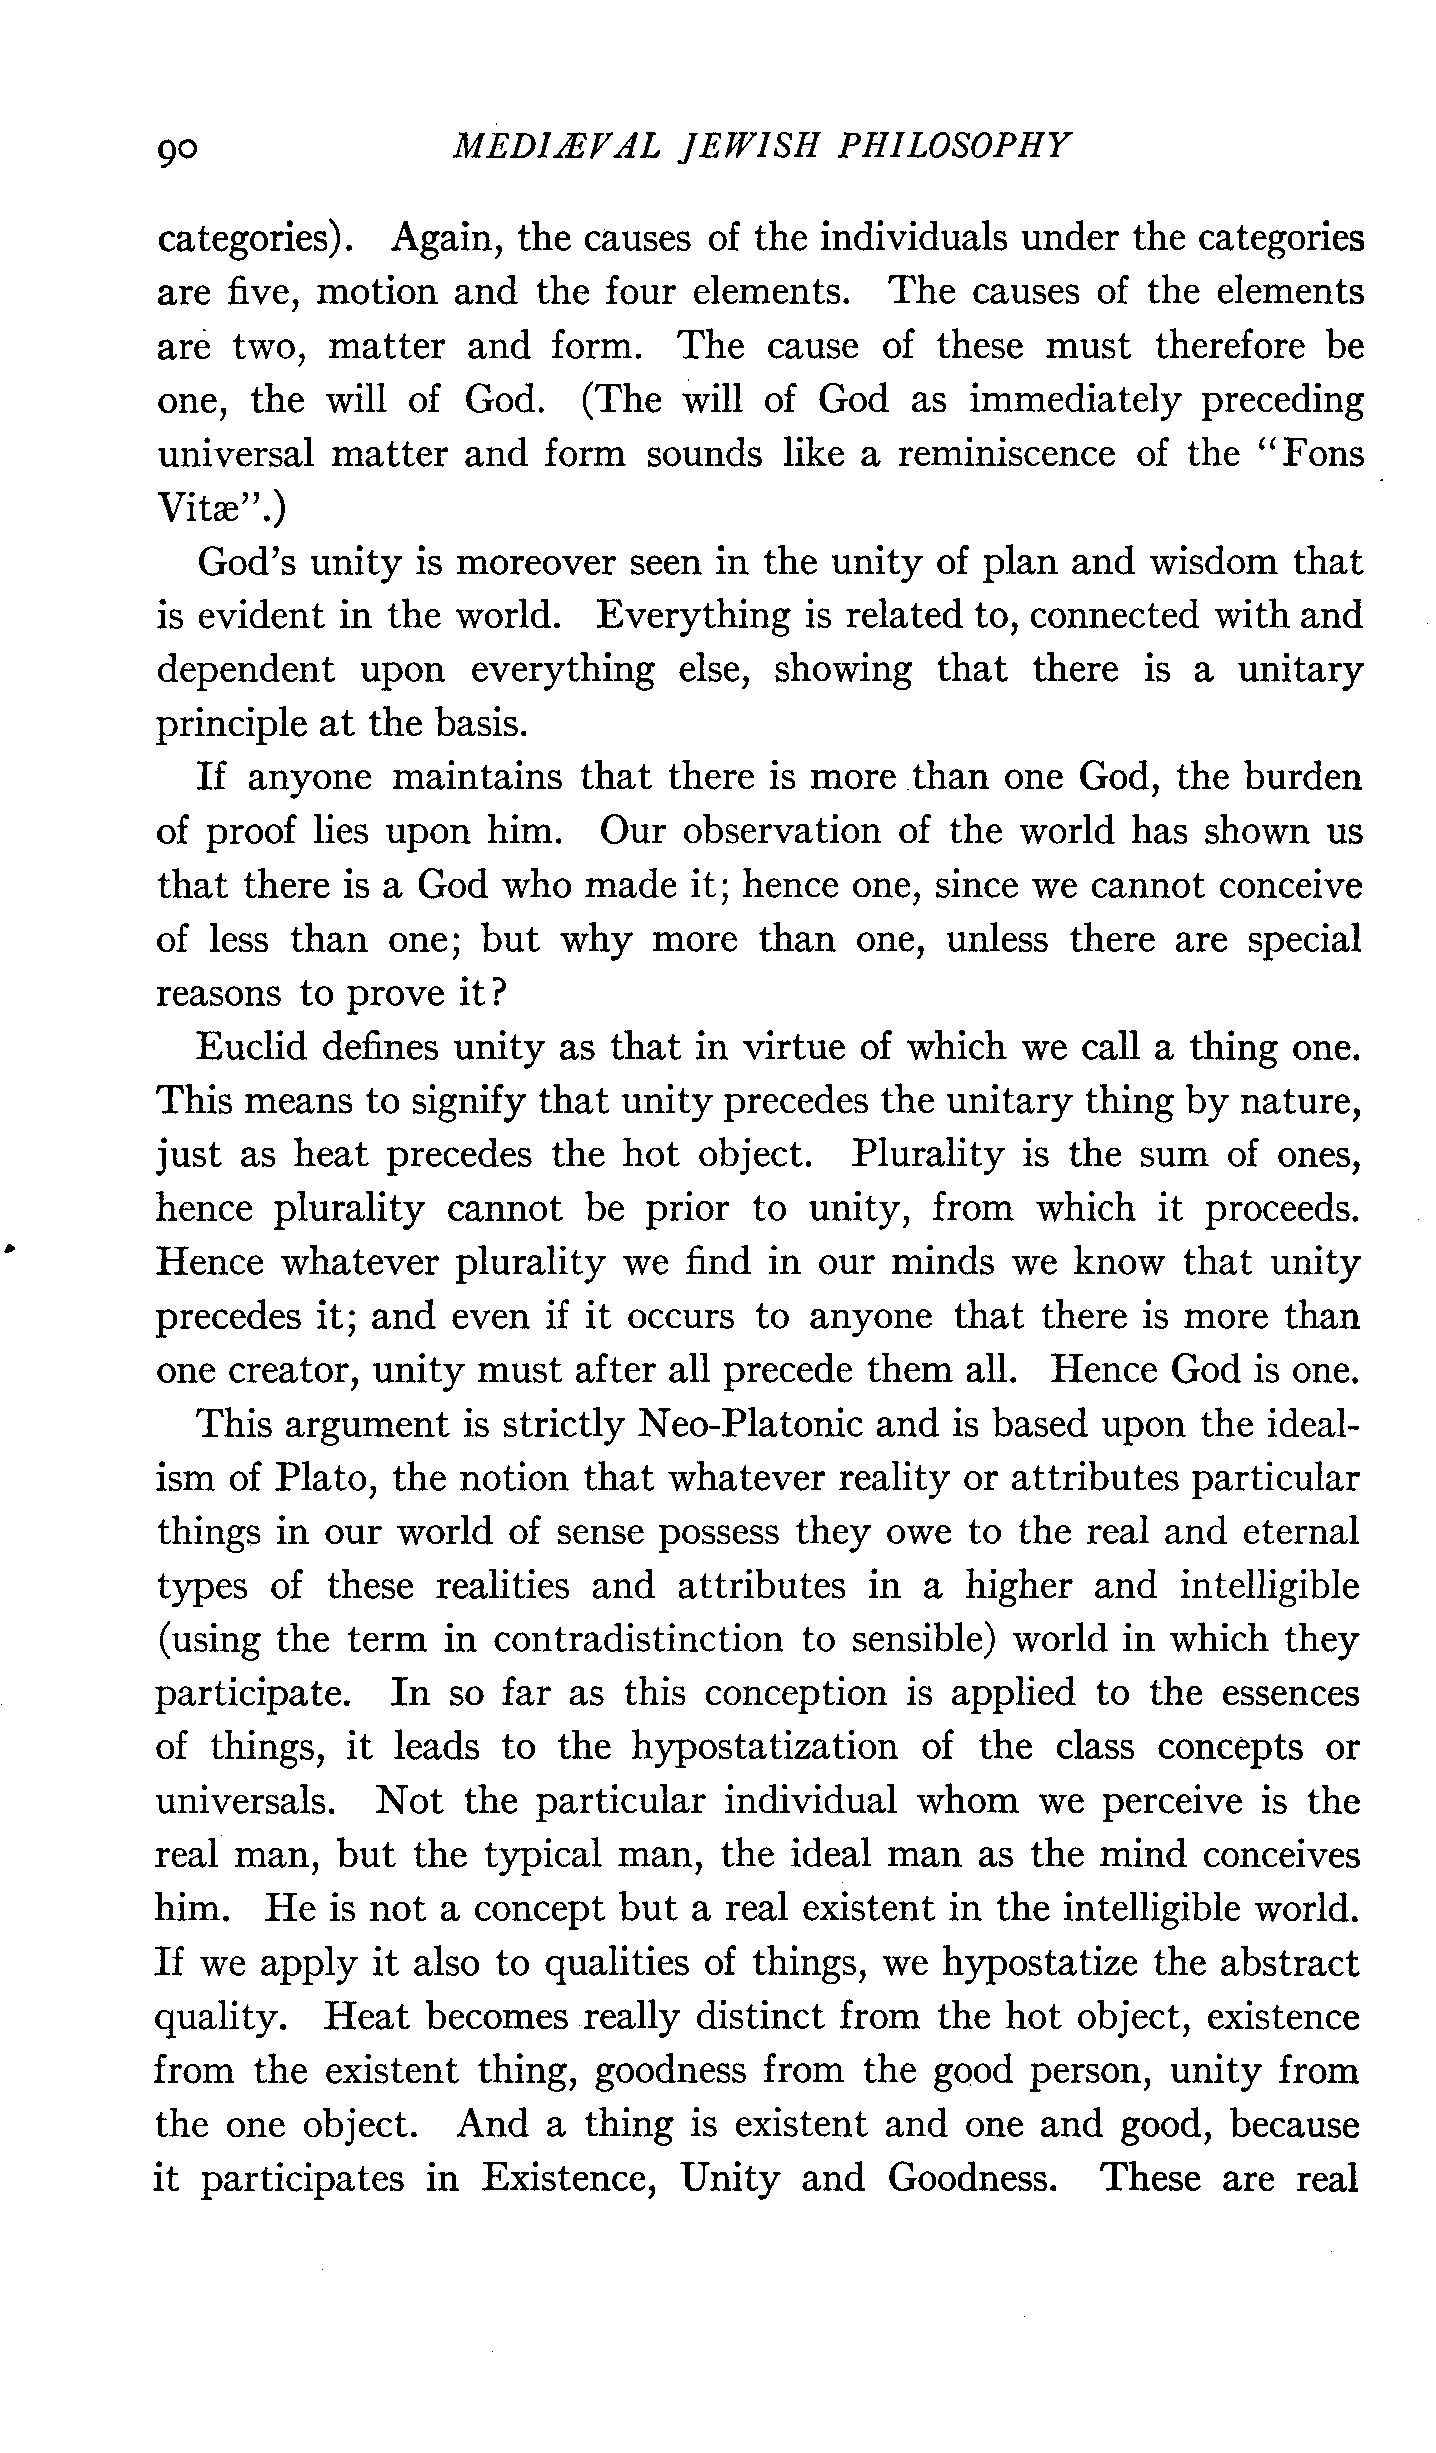 90 MEDIÆVAL JEWISH PHILOSOPHY
categories). Again, the causes of the individuals under the categories
are five, motion and the four elements. The causes of the elements
are two, matter and form. The cause of these must therefore be
one, the will of God. (The will of God as immediately preceding
universal matter and form sounds like a reminiscence of the “Fons
Vitæ”.)
God’s unity is moreover seen in the unity of plan and wisdom that
is evident in the world. Everything is related to, connected with and
dependent upon everything else, showing that there is a unitary
principle at the basis.
If anyone maintains that there is more than one God, the burden
of proof lies upon him. Our observation of the world has shown us
that there is a God who made it; hence one, since we cannot conceive
of less than one; but why more than one, unless there are special
reasons to prove it?
Euclid defines unity as that in virtue of which we call a thing one.
This means to signify that unity precedes the unitary thing by nature,
just as heat precedes the hot object. Plurality is the sum of ones,
hence plurality cannot be prior to unity, from which it proceeds.
Hence whatever plurality we find in our minds we know that unity
precedes it; and even if it occurs to anyone that there is more than
one creator, unity must after all precede them all. Hence God is one.
This argument is strictly Neo-Platonic and is based upon the ideal-
ism of Plato, the notion that whatever reality or attributes particular
things in our world of sense possess they owe to the real and eternal
types of these realities and attributes in a higher and intelligible
(using the term in contradistinction to sensible) world in which they
participate. In so far as this conception is applied to the essences
of things, it leads to the hypostatization of the class concepts or
universals. Not the particular individual whom we perceive is the
real man, but the typical man, the ideal man as the mind conceives
him. He is not a concept but a real existent in the intelligible world.
If we apply it also to qualities of things, we hypostatize the abstract
quality. Heat becomes really distinct from the hot object, existence
from the existent thing, goodness from the good person, unity from
the one object. And a thing is existent and one and good, because
it participates in Existence, Unity and Goodness. These are real